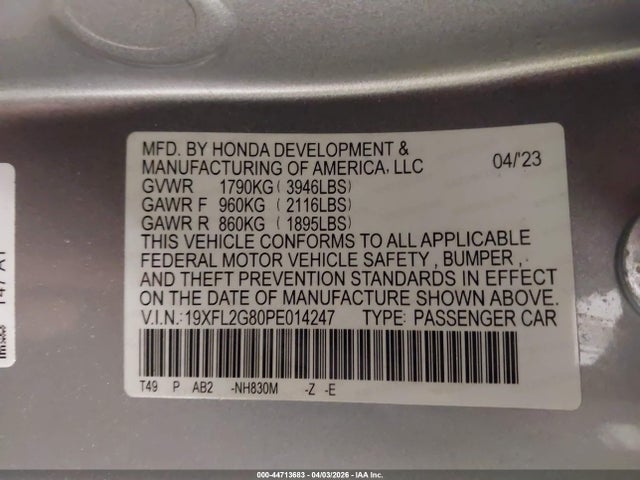 MFD. BY HONDA DEVELOPMENT &
MANUFACTURING OF AMERICA, LLC 04/'23
GVWR 1790KG ( 3946LBS)
GAWR F 960KG ( 2116LBS)
GAWR R 860KG ( 1895LBS)
THIS VEHICLE CONFORMS TO ALL APPLICABLE
FEDERAL MOTOR VEHICLE SAFETY , BUMPER ,
AND THEFT PREVENTION STANDARDS IN EFFECT
ON THE DATE OF MANUFACTURE SHOWN ABOVE.
V.I.N.:19XFL2G80PE014247 TYPE: PASSENGER CAR
T49 P AB2 -NH830M -Z -E
000-44713683 - 04/03/2026 - IAA Inc.